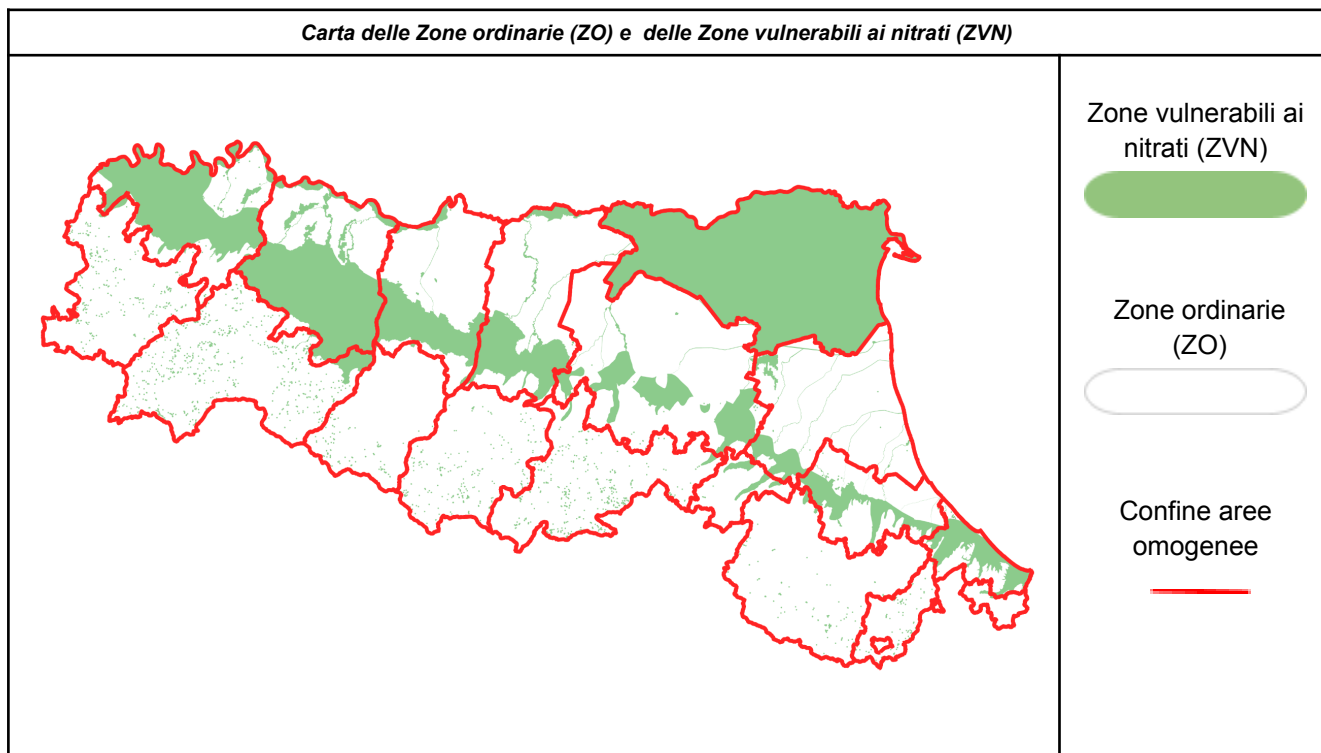 Carta delle Zone ordinarie (ZO) e delle Zone vulnerabili ai nitrati (ZVN)
Zone vulnerabili ai
nitrati (ZVN)
Zone ordinarie
(ZO)
Confine aree
omogenee